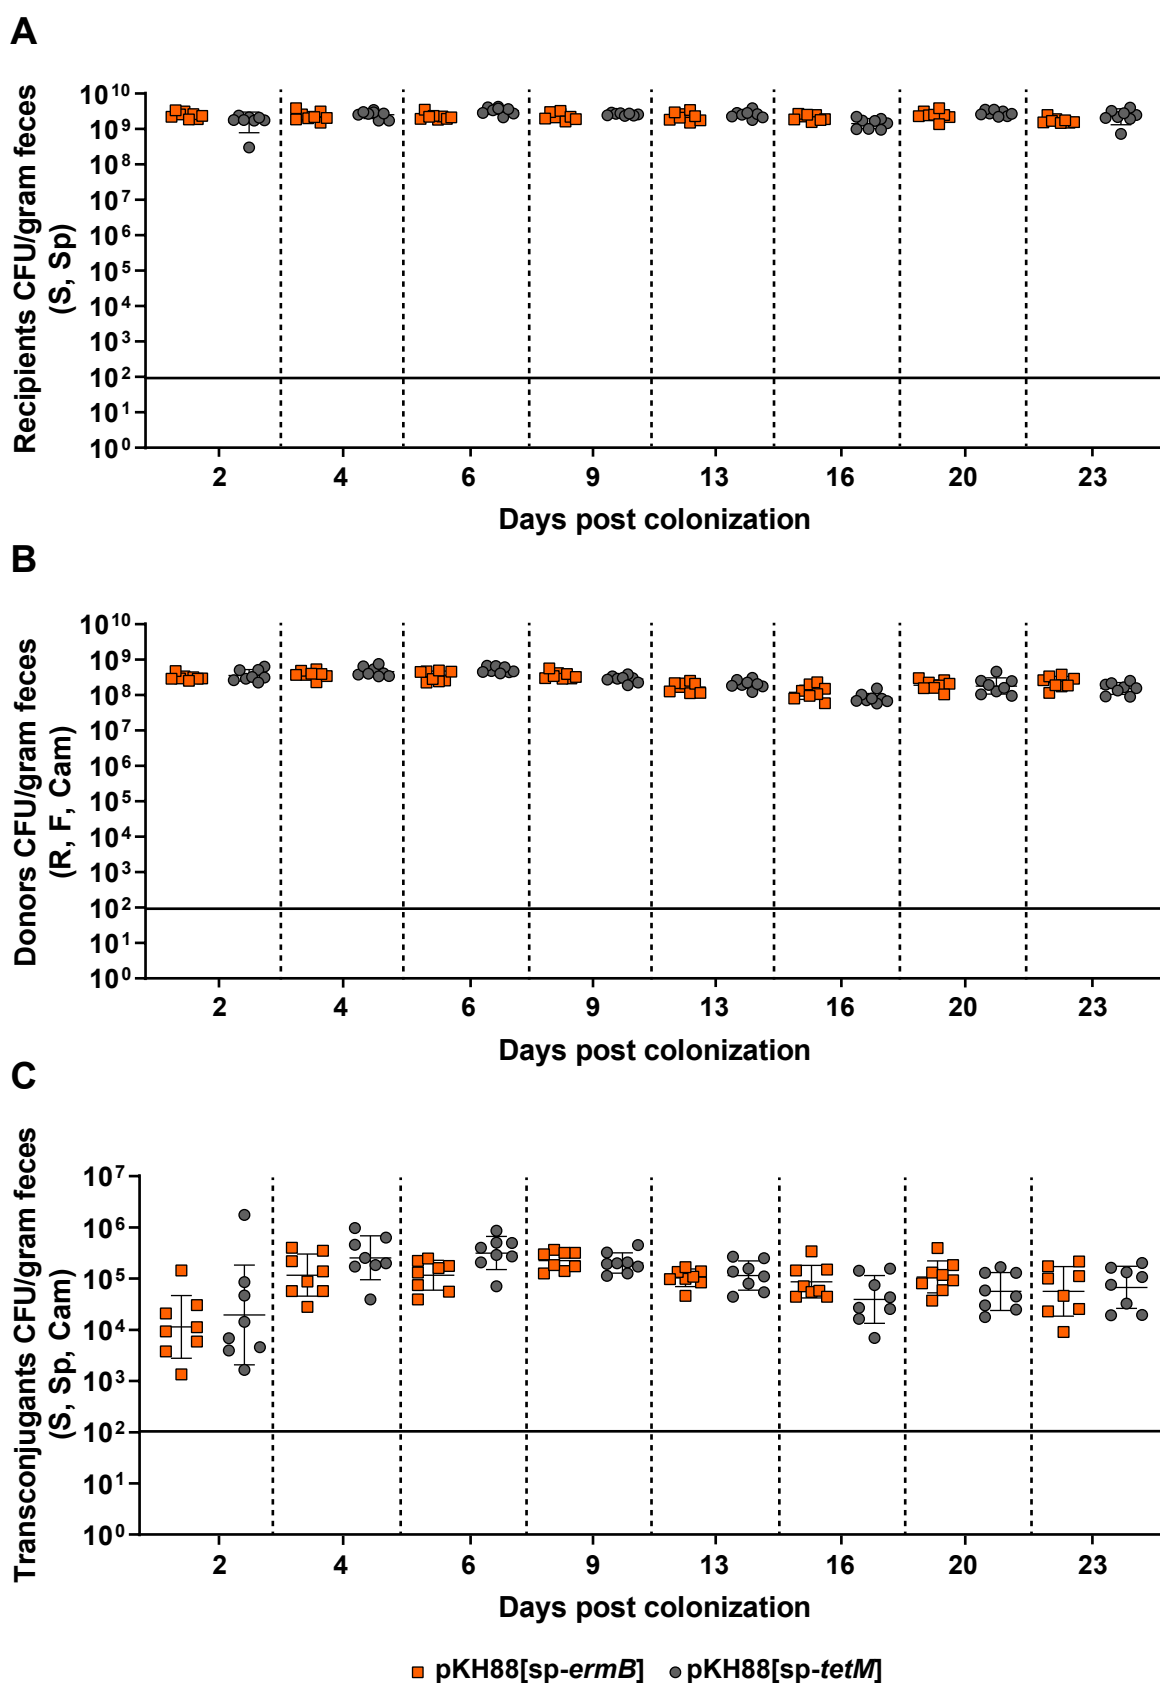 A
Recipients CFU/gram feces
(S, Sp)
10^10
10^9
10^8
10^7
10^6
10^5
10^4
10^3
10^2
10^1
10^0
2 4 6 9 13 16 20 23
Days post colonization
B
Donors CFU/gram feces
(R, F, Cam)
10^10
10^9
10^8
10^7
10^6
10^5
10^4
10^3
10^2
10^1
10^0
2 4 6 9 13 16 20 23
Days post colonization
C
Transconjugants CFU/gram feces
(S, Sp, Cam)
10^7
10^6
10^5
10^4
10^3
10^2
10^1
10^0
2 4 6 9 13 16 20 23
Days post colonization
pKH88[sp-ermB] pKH88[sp-tetM]